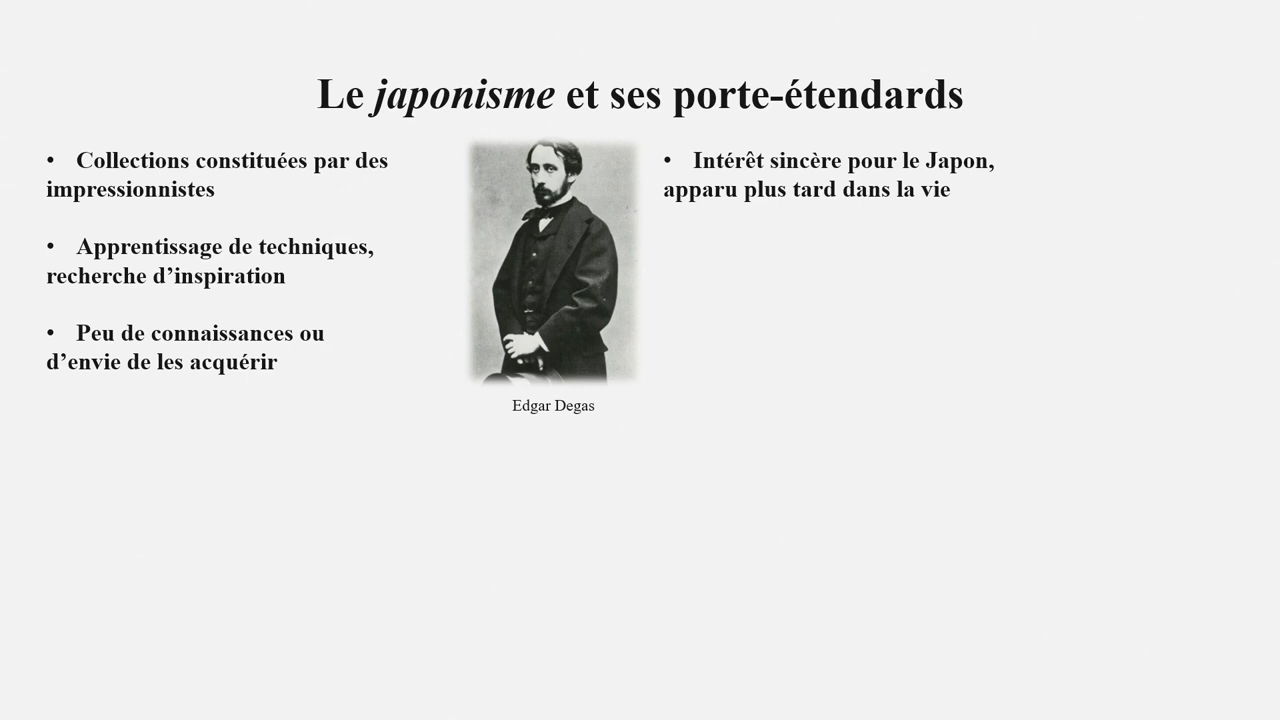 Le japonisme et ses porte-étendards
• Collections constituées par des
impressionnistes
• Apprentissage de techniques,
recherche d’inspiration
• Peu de connaissances ou
d’envie de les acquérir
Edgar Degas
• Intérêt sincère pour le Japon,
apparu plus tard dans la vie